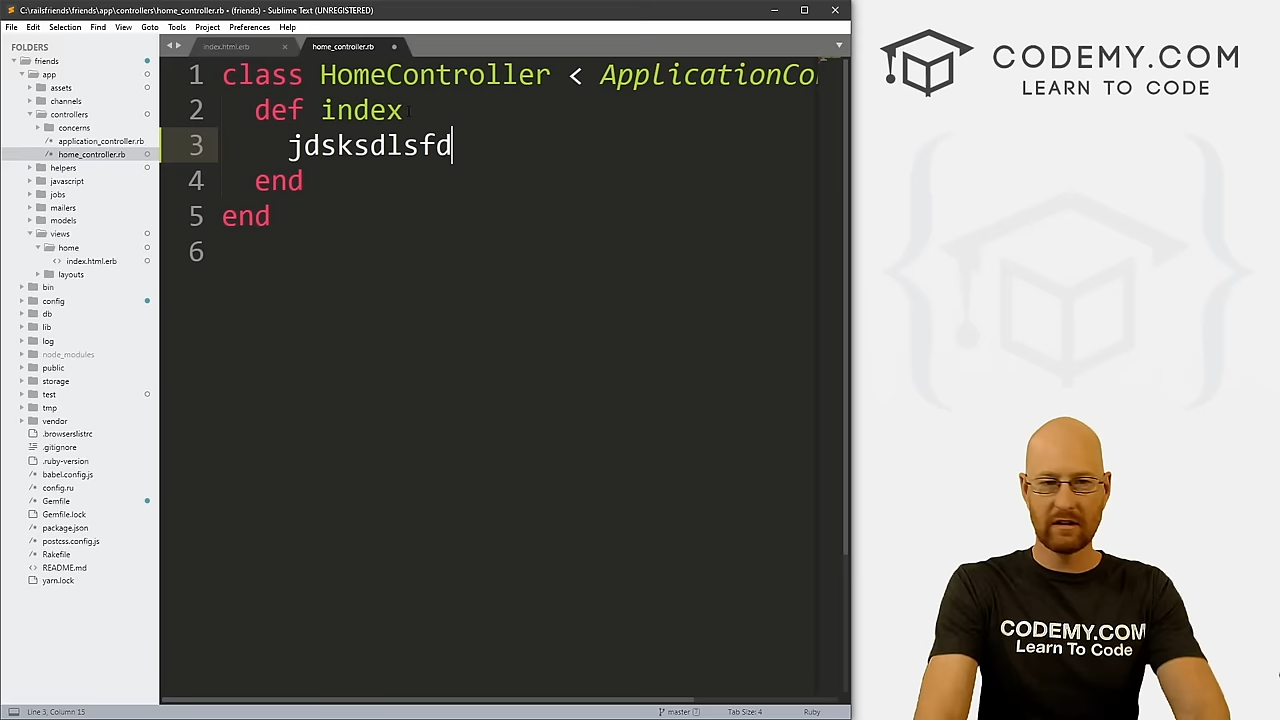 C:\railsfriends\friends\app\controllers\home_controller.rb • (friends) - Sublime Text (UNREGISTERED)
File Edit Selection Find View Goto Tools Project Preferences Help
FOLDERS
friends
app
assets
channels
controllers
concerns
application_controller.rb
home_controller.rb
helpers
javascript
jobs
mailers
models
views
home
index.html.erb
layouts
bin
config
db
lib
log
node_modules
public
storage
test
tmp
vendor
.browserslistrc
.gitignore
.ruby-version
babel.config.js
config.ru
Gemfile
Gemfile.lock
package.json
postcss.config.js
Rakefile
README.md
yarn.lock
index.html.erb
home_controller.rb
1 class HomeController < ApplicationCo
2 def index
3 jdsksdlsfd
4 end
5 end
6
Line 3, Column 15
master
Tab Size: 4
Ruby
CODEMY.COM
LEARN TO CODE
CODEMY.COM
Learn To Code